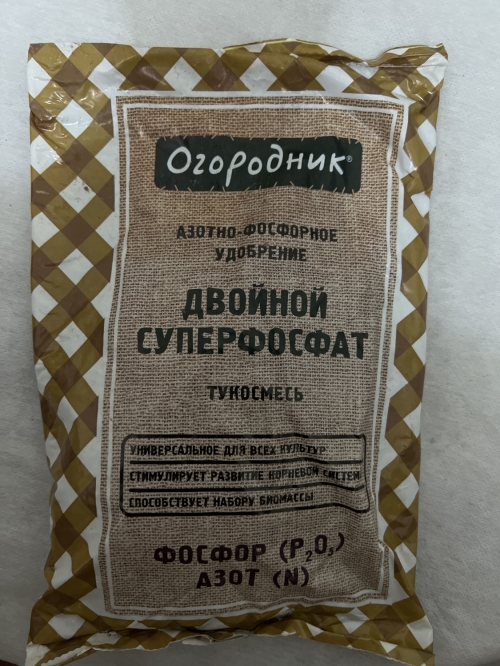 Огородник®
АЗОТНО-ФОСФОРНОЕ
УДОБРЕНИЕ
ДВОЙНОЙ
СУПЕРФОСФАТ
ТУКОСМЕСЬ
УНИВЕРСАЛЬНОЕ ДЛЯ ВСЕХ КУЛЬТУР
СТИМУЛИРУЕТ РАЗВИТИЕ КОРНЕВОЙ СИСТЕМ
СПОСОБСТВУЕТ НАБОРУ БИОМАССЫ
ФОСФОР (P₂O₅)
АЗОТ (N)